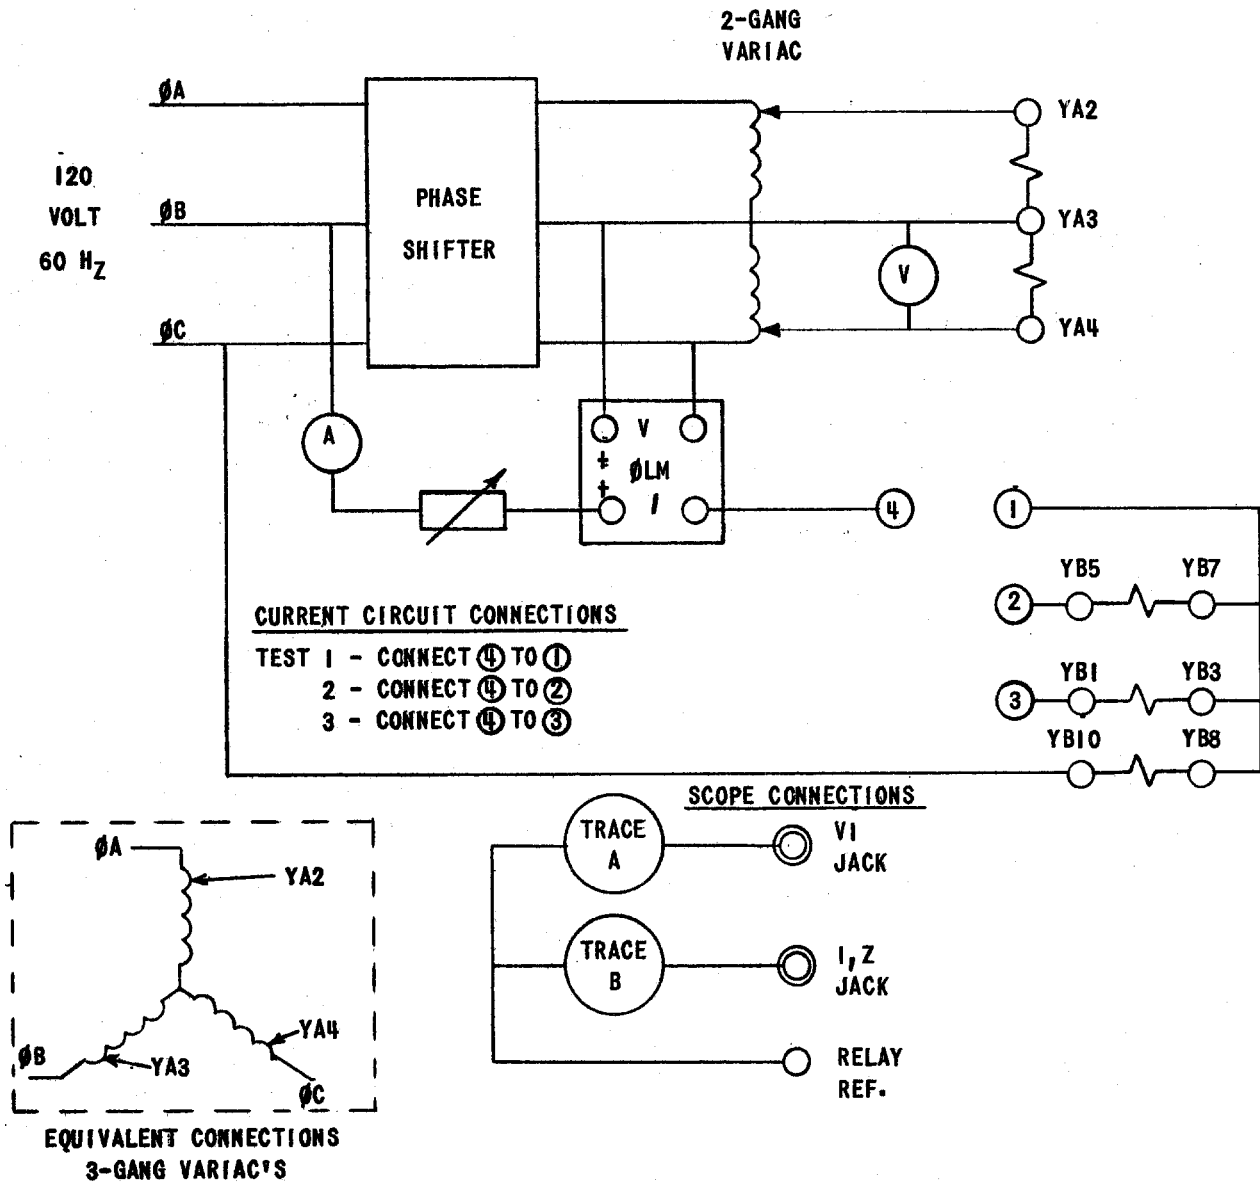 2-GANG
VARIAC
ØA
YA2
120
VOLT
60 HZ
PHASE
SHIFTER
ØB
YA3
V
ØC
YA4
A
V
±
ØLM
+
I
4
1
YB5
YB7
2
CURRENT CIRCUIT CONNECTIONS
TEST 1 - CONNECT 4 TO 1
2 - CONNECT 4 TO 2
3 - CONNECT 4 TO 3
YB1
YB3
3
YB10
YB8
SCOPE CONNECTIONS
TRACE
A
V1
JACK
TRACE
B
I,Z
JACK
RELAY
REF.
ØA
YA2
YA4
ØB
YA3
ØC
EQUIVALENT CONNECTIONS
3-GANG VARIAC'S